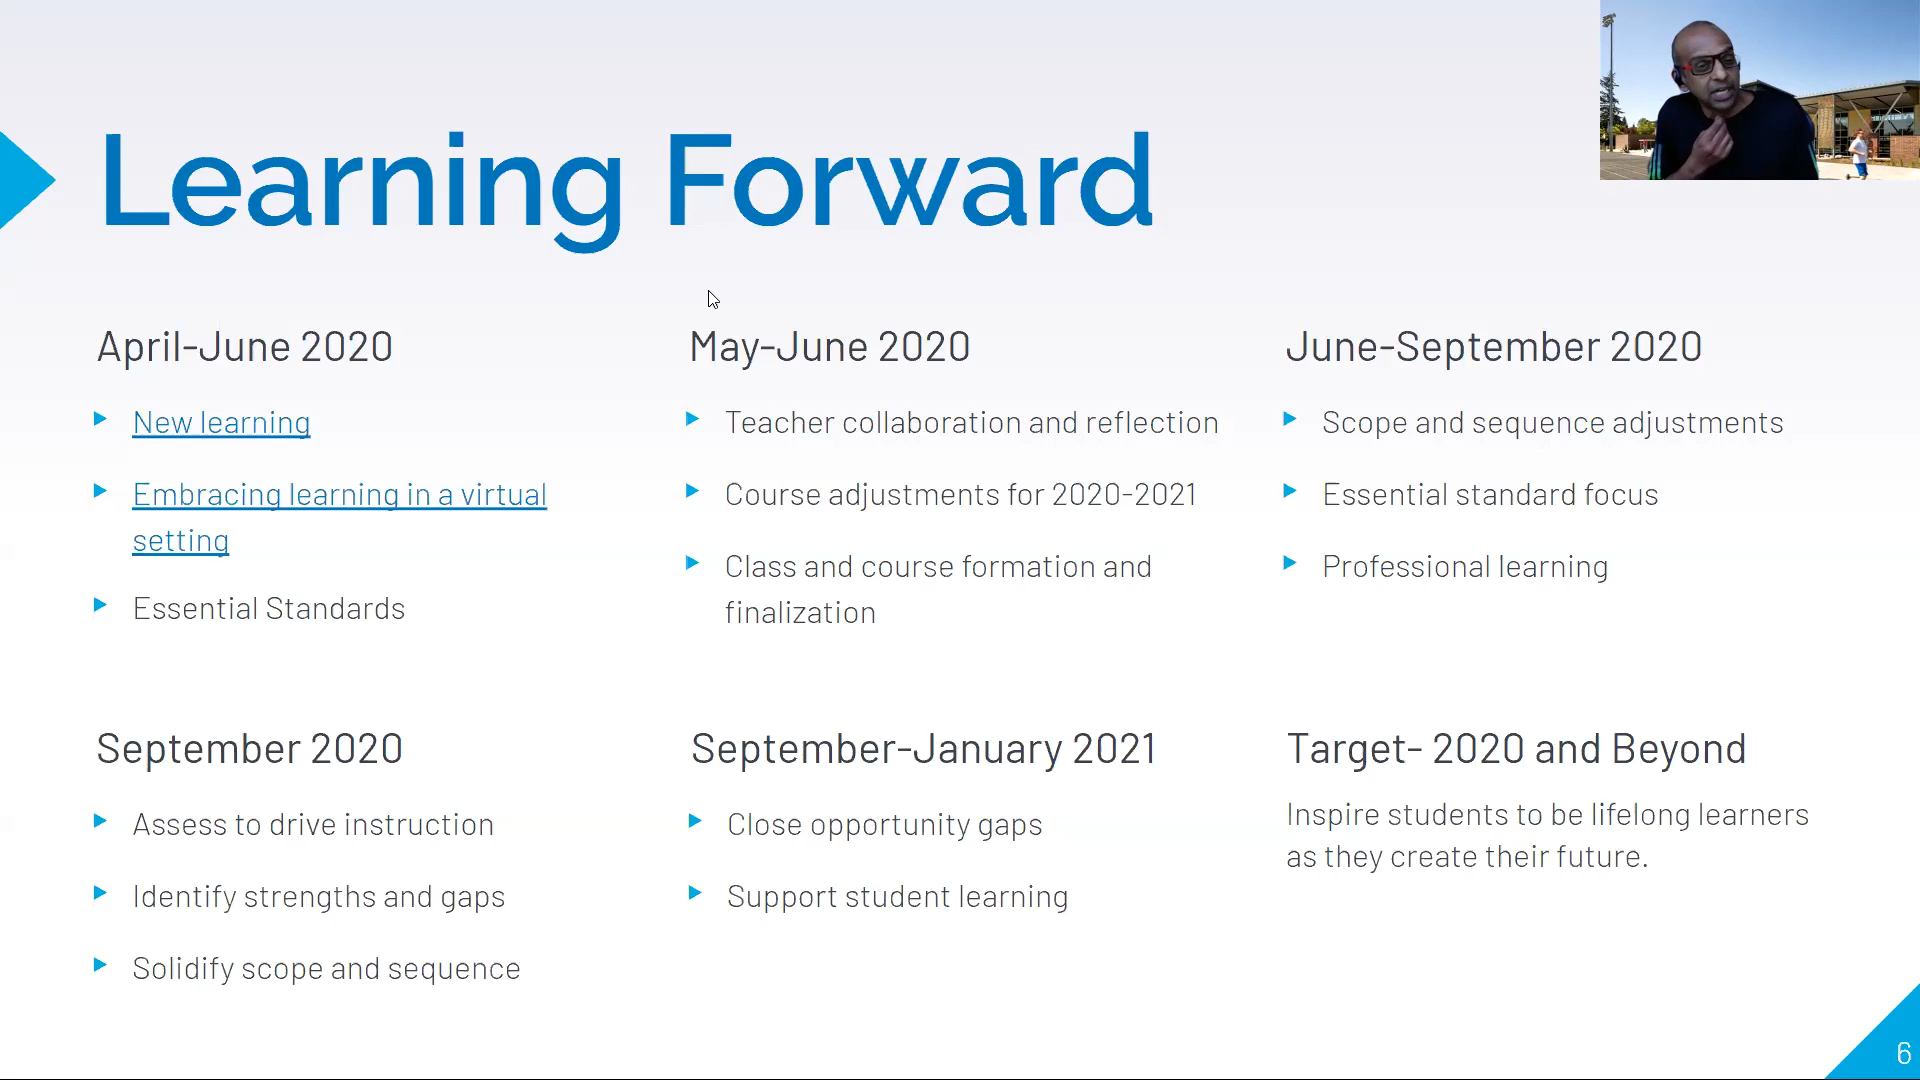 Learning Forward
April-June 2020
New learning
Embracing learning in a virtual
setting
Essential Standards
May-June 2020
Teacher collaboration and reflection
Course adjustments for 2020-2021
Class and course formation and
finalization
June-September 2020
Scope and sequence adjustments
Essential standard focus
Professional learning
September 2020
Assess to drive instruction
Identify strengths and gaps
Solidify scope and sequence
September-January 2021
Close opportunity gaps
Support student learning
Target- 2020 and Beyond
Inspire students to be lifelong learners
as they create their future.
6